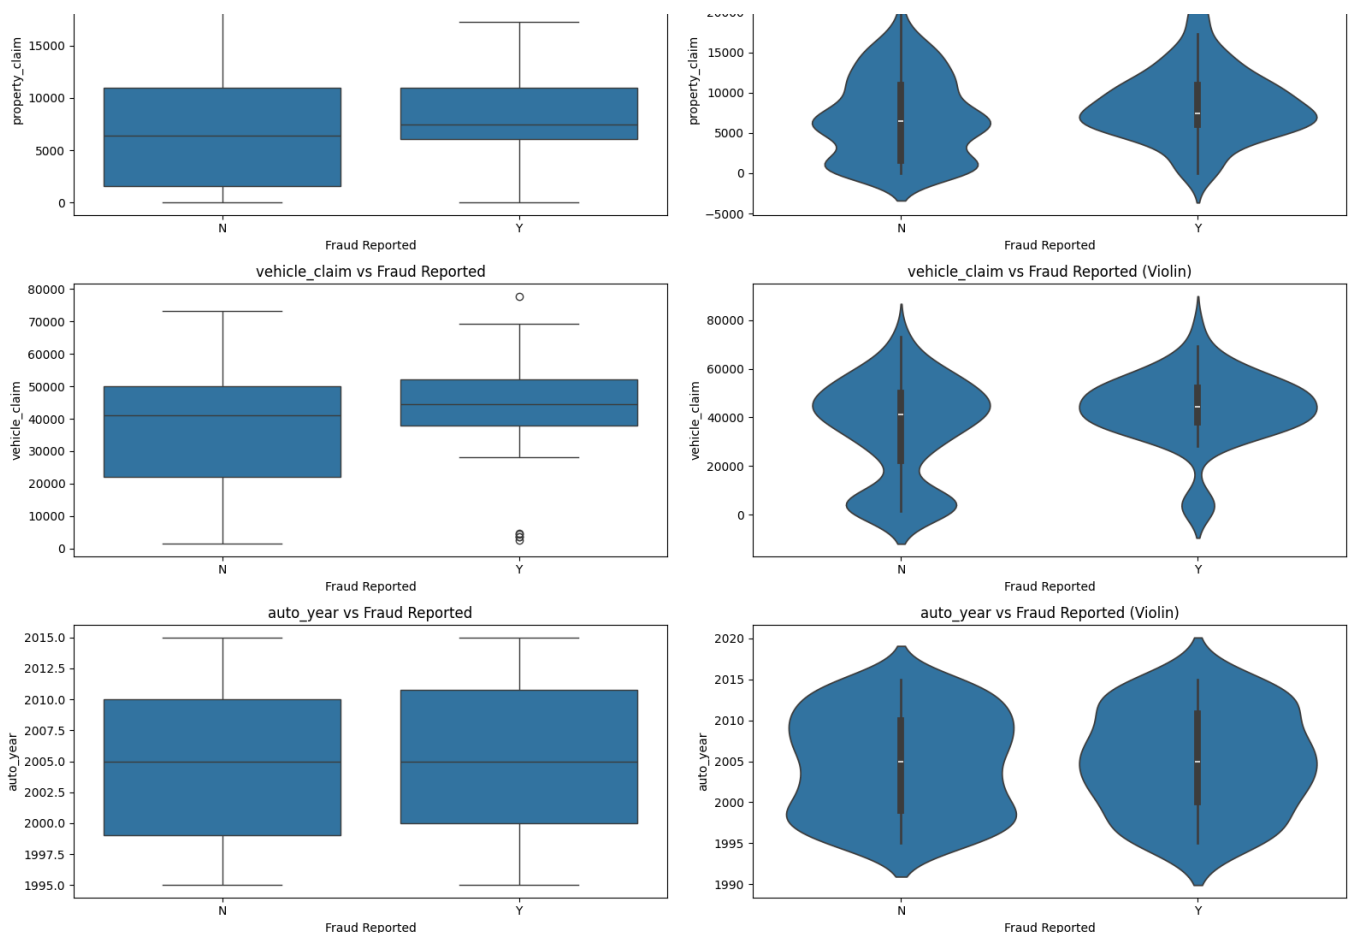 15000
10000
5000
0
property_claim
N
Y
Fraud Reported
20000
15000
10000
5000
0
−5000
property_claim
N
Y
Fraud Reported
vehicle_claim vs Fraud Reported
80000
70000
60000
50000
40000
30000
20000
10000
0
vehicle_claim
N
Y
Fraud Reported
vehicle_claim vs Fraud Reported (Violin)
80000
60000
40000
20000
0
vehicle_claim
N
Y
Fraud Reported
auto_year vs Fraud Reported
2015.0
2012.5
2010.0
2007.5
2005.0
2002.5
2000.0
1997.5
1995.0
auto_year
N
Y
Fraud Reported
auto_year vs Fraud Reported (Violin)
2020
2015
2010
2005
2000
1995
1990
auto_year
N
Y
Fraud Reported